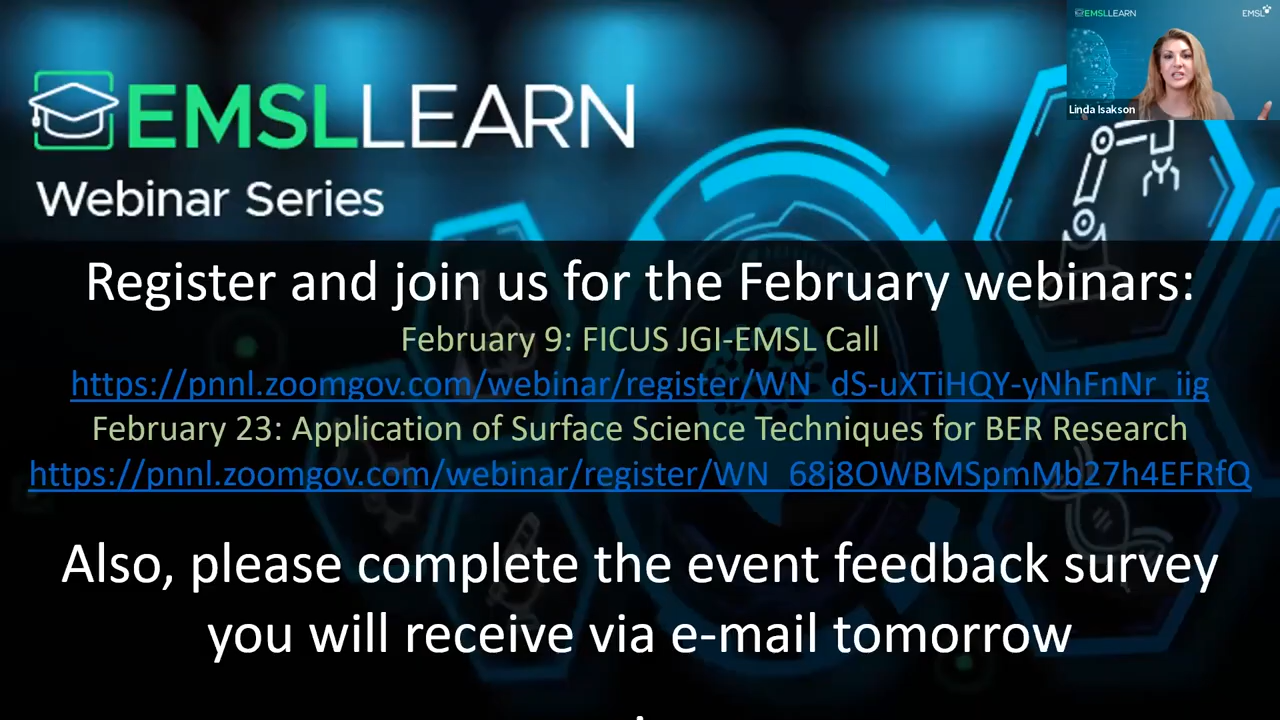 EMSLLEARN
Webinar Series
EMSLLEARN
EMSL
Linda Isakson
Register and join us for the February webinars:
February 9: FICUS JGI-EMSL Call
https://pnnl.zoomgov.com/webinar/register/WN_dS-uXTiHQY-yNhFnNr_iig
February 23: Application of Surface Science Techniques for BER Research
https://pnnl.zoomgov.com/webinar/register/WN_68j8OWBMSpmMb27h4EFRfQ
Also, please complete the event feedback survey
you will receive via e-mail tomorrow